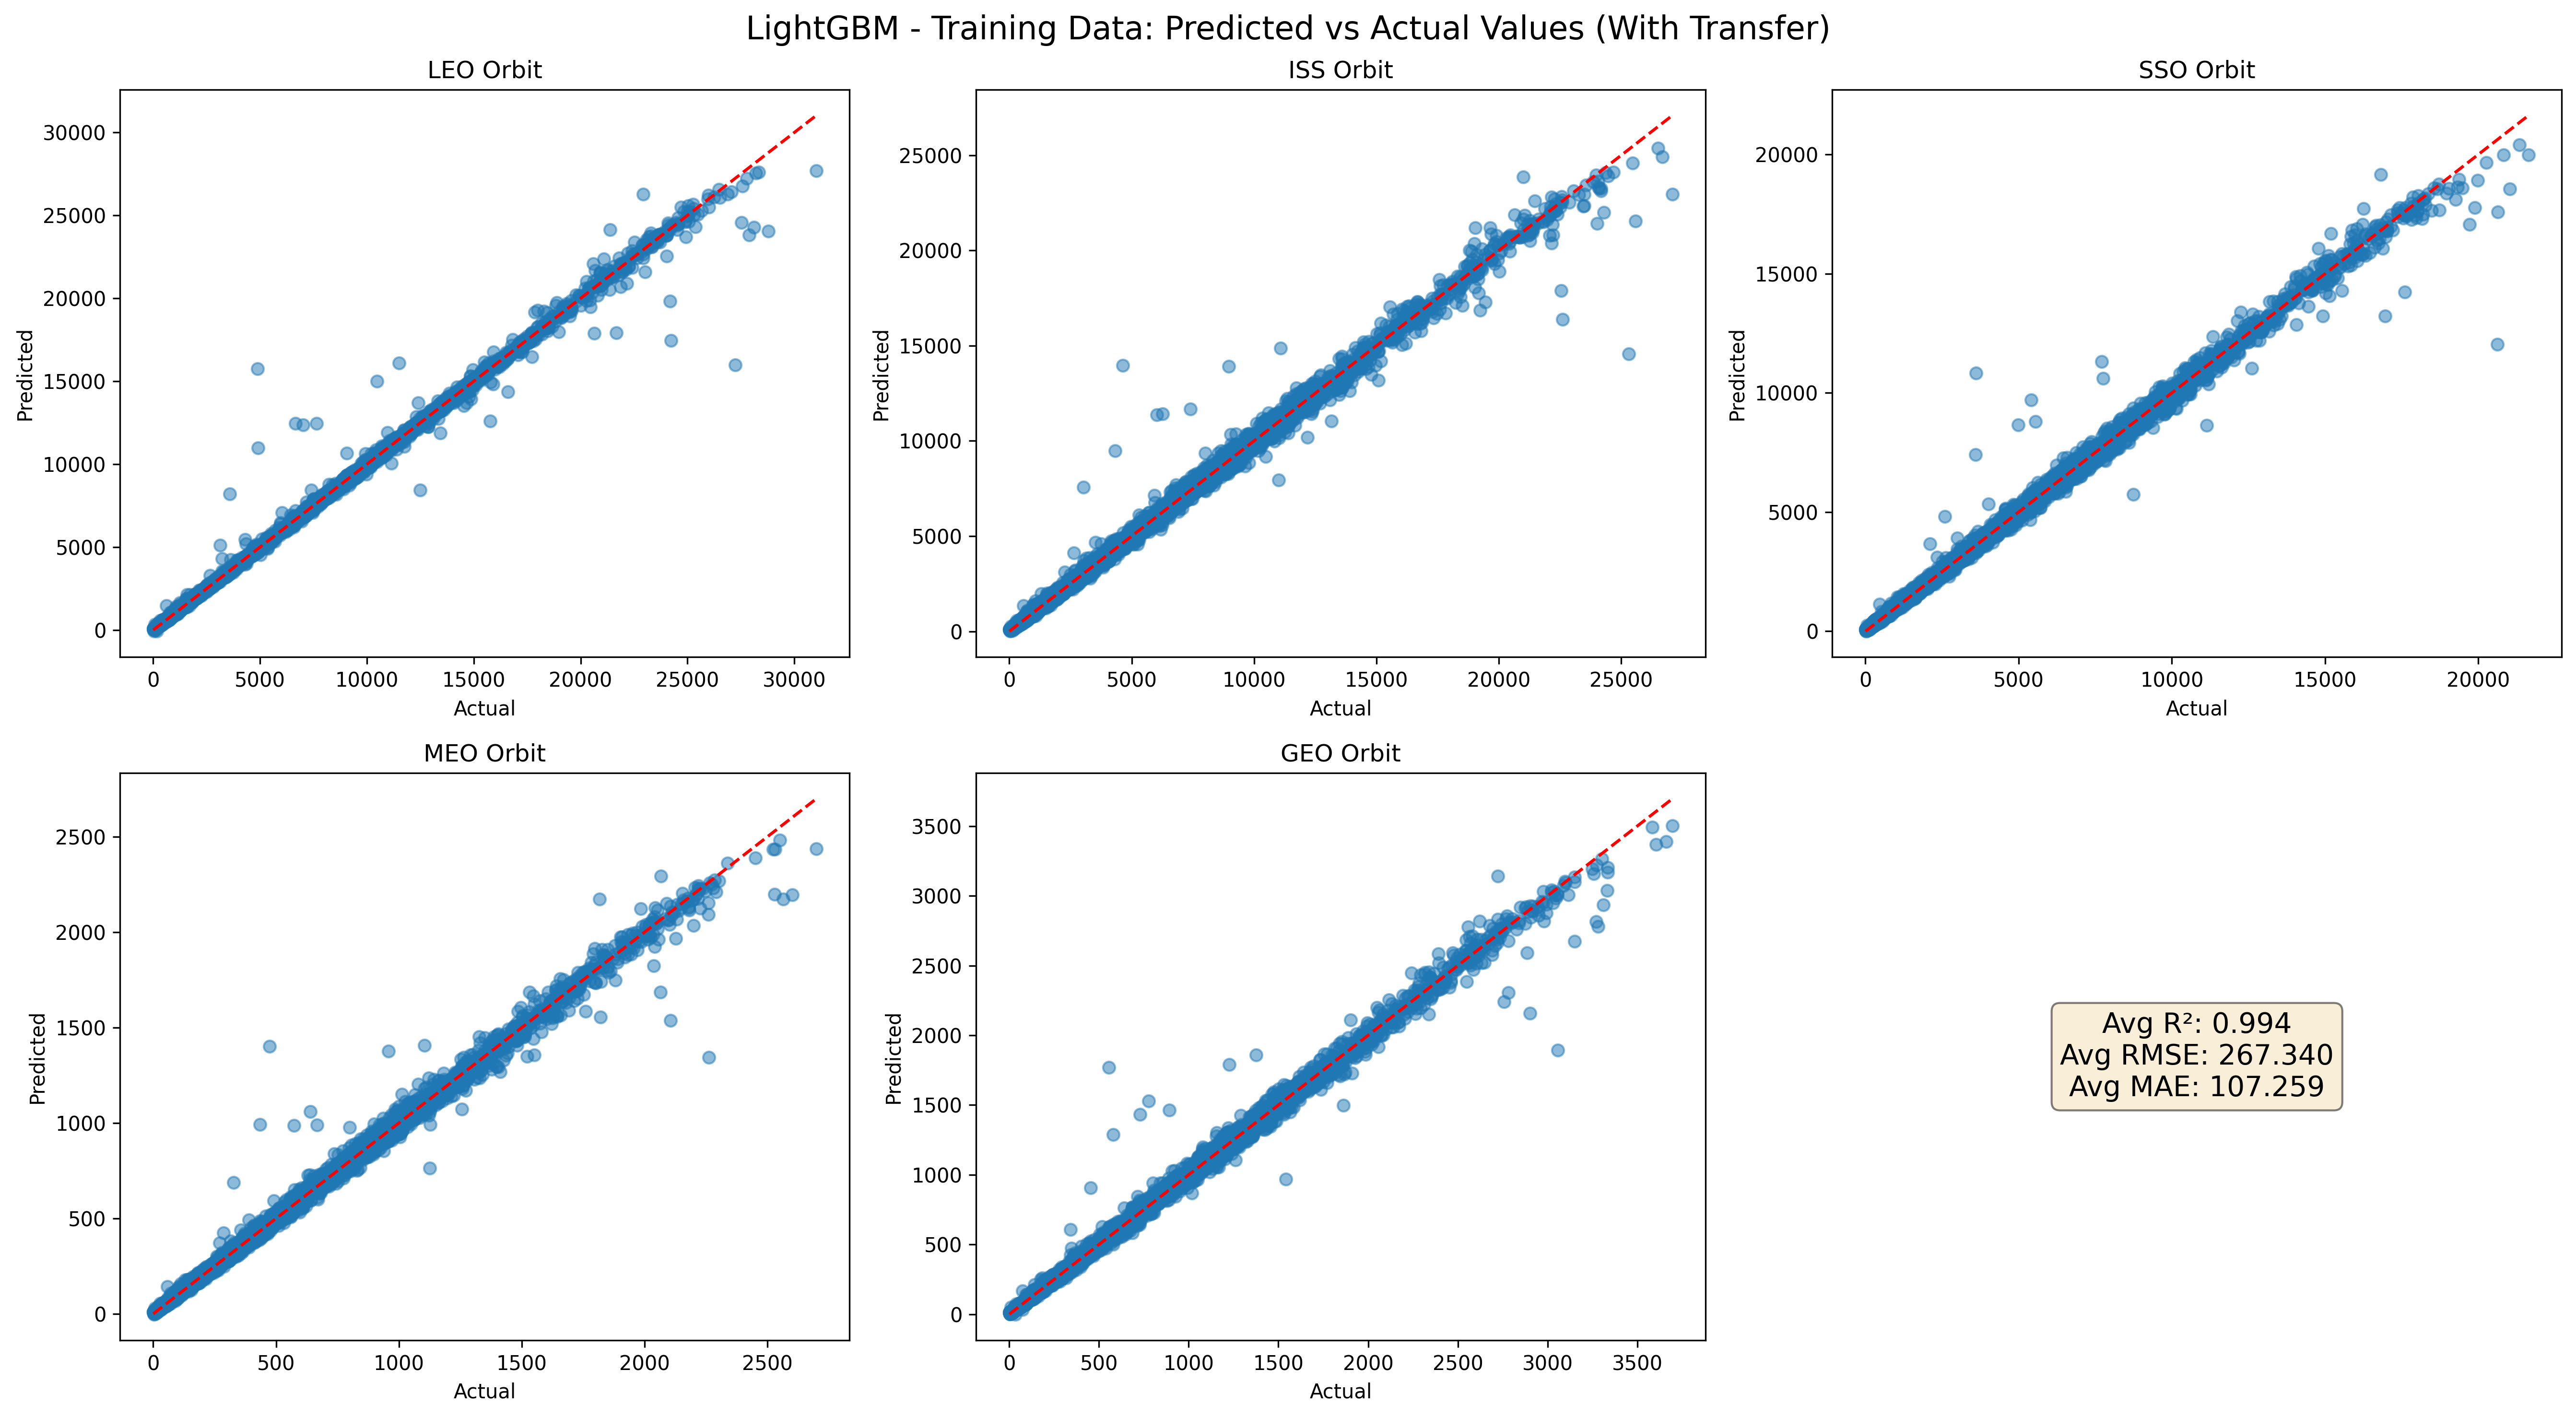 LightGBM - Training Data: Predicted vs Actual Values (With Transfer)
LEO Orbit
30000
25000
20000
15000
10000
5000
0
Predicted
0 5000 10000 15000 20000 25000 30000
Actual
ISS Orbit
25000
20000
15000
10000
5000
0
Predicted
0 5000 10000 15000 20000 25000
Actual
SSO Orbit
20000
15000
10000
5000
0
Predicted
0 5000 10000 15000 20000
Actual
MEO Orbit
2500
2000
1500
1000
500
0
Predicted
0 500 1000 1500 2000 2500
Actual
GEO Orbit
3500
3000
2500
2000
1500
1000
500
0
Predicted
0 500 1000 1500 2000 2500 3000 3500
Actual
Avg R²: 0.994
Avg RMSE: 267.340
Avg MAE: 107.259